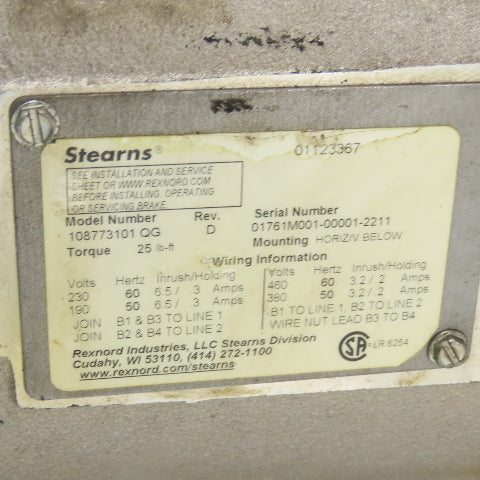 Stearns®
01123367
SEE INSTALLATION AND SERVICE
SHEET OR WWW.REXNORD.COM
BEFORE INSTALLING, OPERATING
OR SERVICING BRAKE
Model Number Rev. Serial Number
108773101 QG D 01761M001-00001-2211
Torque 25 lb-ft Mounting HORIZ/V.BELOW
Wiring Information
Volts Hertz Inrush/Holding
230 60 6.5 / .3 Amps
190 50 6.5 / .3 Amps
JOIN B1 & B3 TO LINE 1
JOIN B2 & B4 TO LINE 2
Volts Hertz Inrush/Holding
460 60 3.2 / .2 Amps
380 50 3.2 / .2 Amps
B1 TO LINE 1, B2 TO LINE 2
WIRE NUT LEAD B3 TO B4
Rexnord Industries, LLC Stearns Division
Cudahy, WI 53110, (414) 272-1100
www.rexnord.com/stearns
SA LR 6254